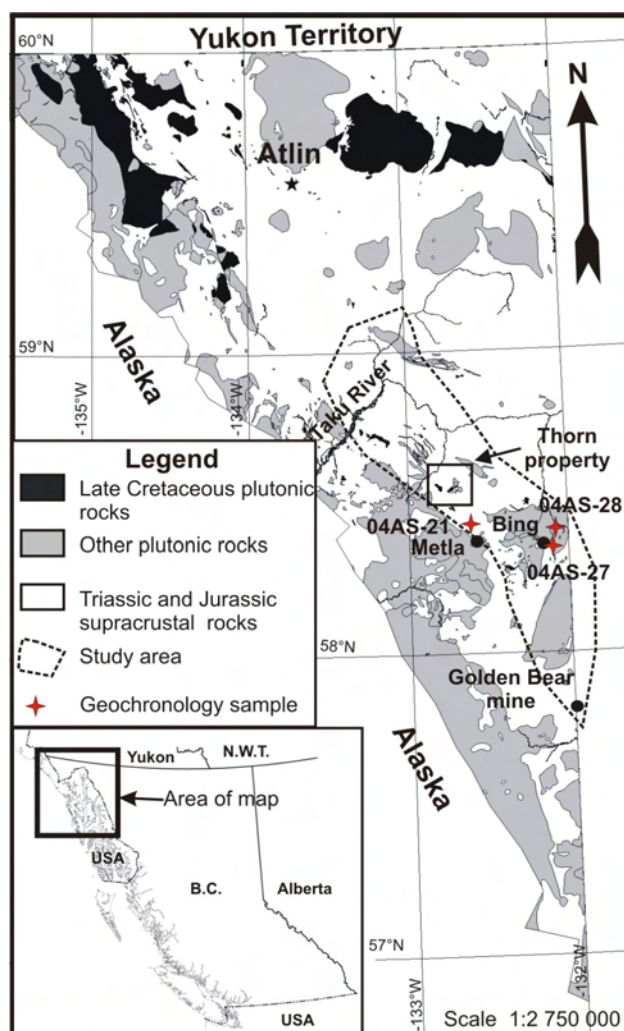 60°N
Yukon Territory
N
Atlin
59°N
Alaska
-135°W
-134°W
Taku River
Thorn
property
04AS-28
04AS-21
Bing
Metla
04AS-27
58°N
Golden Bear
mine
Alaska
57°N
-133°W
-132°W
Scale 1:2 750 000
Legend
Late Cretaceous plutonic
rocks
Other plutonic rocks
Triassic and Jurassic
supracrustal rocks
Study area
Geochronology sample
Yukon
N.W.T.
Area of map
USA
B.C.
Alberta
USA